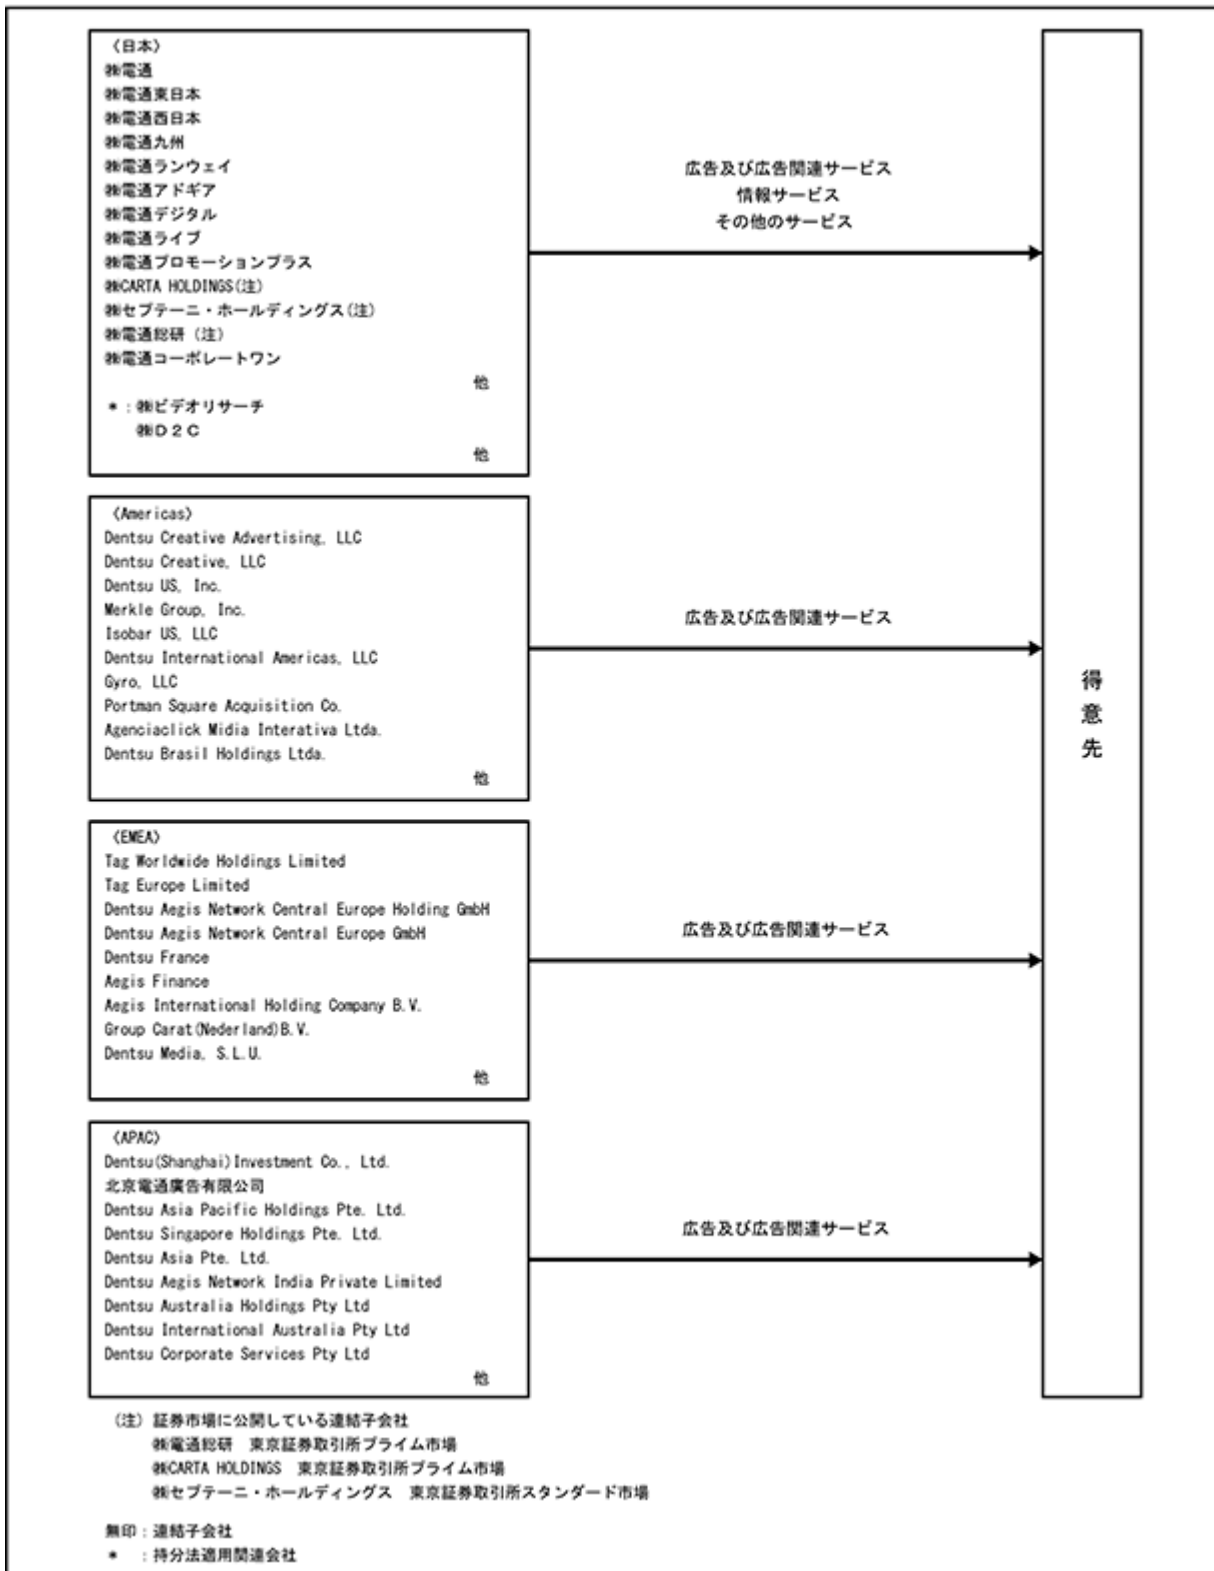 〈日本〉
㈱電通
㈱電通東日本
㈱電通西日本
㈱電通九州
㈱電通ランウェイ
㈱電通アドギア
㈱電通デジタル
㈱電通ライブ
㈱電通プロモーションプラス
㈱CARTA HOLDINGS(注)
㈱セプテーニ・ホールディングス(注)
㈱電通総研（注）
㈱電通コーポレートワン
他
＊：㈱ビデオリサーチ
㈱Ｄ２Ｃ
他
広告及び広告関連サービス
情報サービス
その他のサービス
〈Americas〉
Dentsu Creative Advertising, LLC
Dentsu Creative, LLC
Dentsu US, Inc.
Merkle Group, Inc.
Isobar US, LLC
Dentsu International Americas, LLC
Gyro, LLC
Portman Square Acquisition Co.
Agenciaclick Midia Interativa Ltda.
Dentsu Brasil Holdings Ltda.
他
広告及び広告関連サービス
〈EMEA〉
Tag Worldwide Holdings Limited
Tag Europe Limited
Dentsu Aegis Network Central Europe Holding GmbH
Dentsu Aegis Network Central Europe GmbH
Dentsu France
Aegis Finance
Aegis International Holding Company B.V.
Group Carat(Nederland)B.V.
Dentsu Media, S.L.U.
他
広告及び広告関連サービス
〈APAC〉
Dentsu(Shanghai)Investment Co., Ltd.
北京電通廣告有限公司
Dentsu Asia Pacific Holdings Pte. Ltd.
Dentsu Singapore Holdings Pte. Ltd.
Dentsu Asia Pte. Ltd.
Dentsu Aegis Network India Private Limited
Dentsu Australia Holdings Pty Ltd
Dentsu International Australia Pty Ltd
Dentsu Corporate Services Pty Ltd
他
広告及び広告関連サービス
得意先
（注）証券市場に公開している連結子会社
㈱電通総研　東京証券取引所プライム市場
㈱CARTA HOLDINGS　東京証券取引所プライム市場
㈱セプテーニ・ホールディングス　東京証券取引所スタンダード市場
無印：連結子会社
＊　：持分法適用関連会社